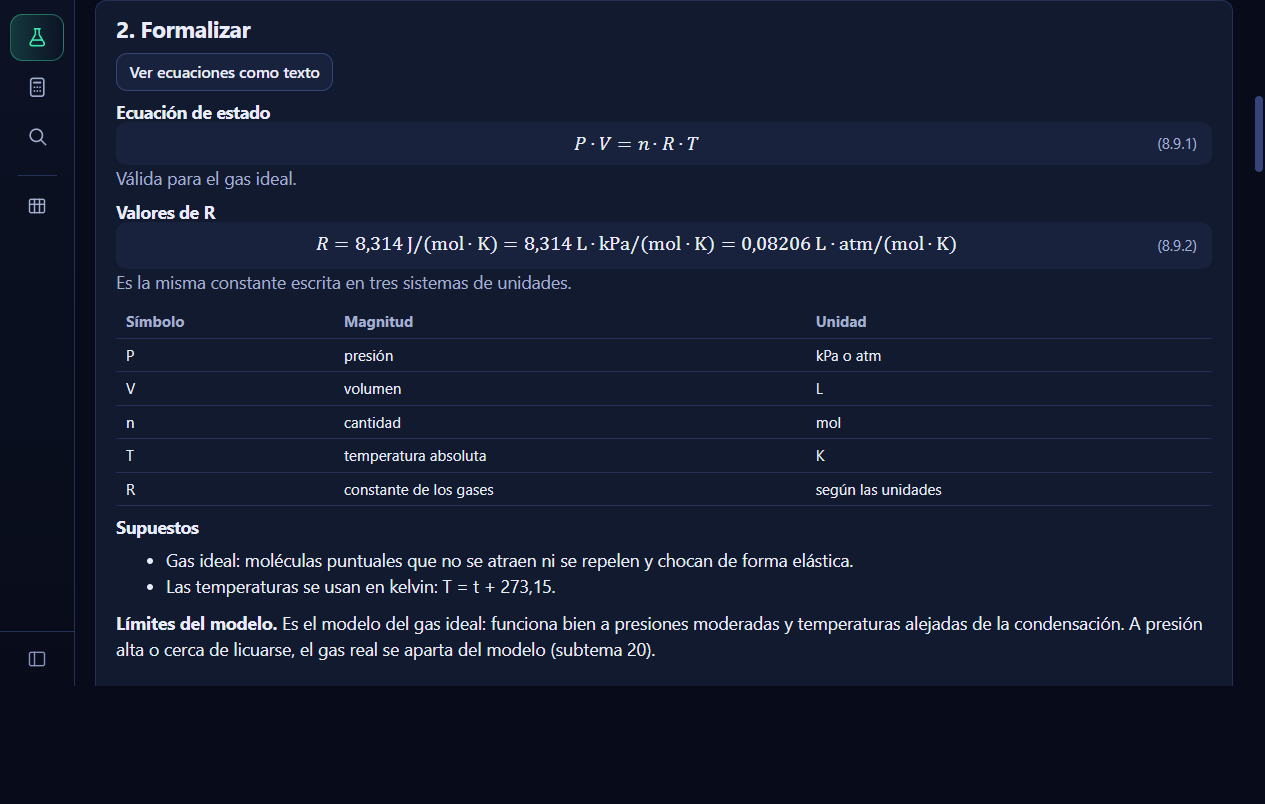 2. Formalizar
Ver ecuaciones como texto
Ecuación de estado
P · V = n · R · T (8.9.1)
Válida para el gas ideal.
Valores de R
R = 8,314 J/(mol · K) = 8,314 L · kPa/(mol · K) = 0,08206 L · atm/(mol · K) (8.9.2)
Es la misma constante escrita en tres sistemas de unidades.
Símbolo Magnitud Unidad
P presión kPa o atm
V volumen L
n cantidad mol
T temperatura absoluta K
R constante de los gases según las unidades
Supuestos
• Gas ideal: moléculas puntuales que no se atraen ni se repelen y chocan de forma elástica.
• Las temperaturas se usan en kelvin: T = t + 273,15.
Límites del modelo. Es el modelo del gas ideal: funciona bien a presiones moderadas y temperaturas alejadas de la condensación. A presión
alta o cerca de licuarse, el gas real se aparta del modelo (subtema 20).